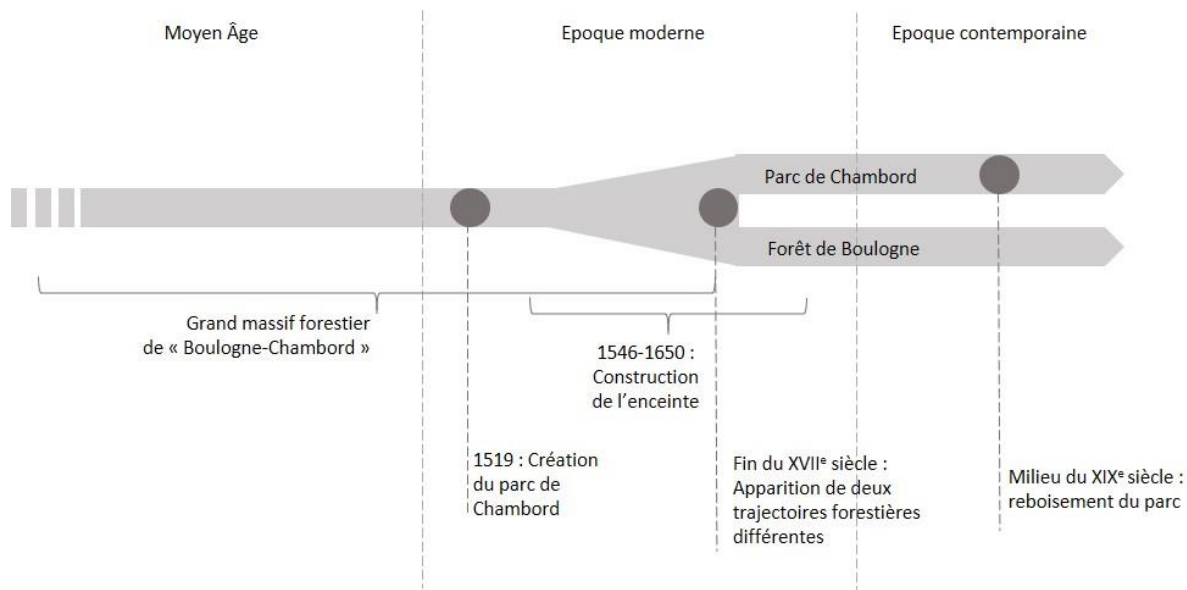 Moyen Âge
Epoque moderne
Epoque contemporaine
Parc de Chambord
Forêt de Boulogne
Grand massif forestier
de « Boulogne-Chambord »
1546-1650 :
Construction
de l’enceinte
1519 : Création
du parc de
Chambord
Fin du XVIIᵉ siècle :
Apparition de deux
trajectoires forestières
différentes
Milieu du XIXᵉ siècle :
reboisement du parc